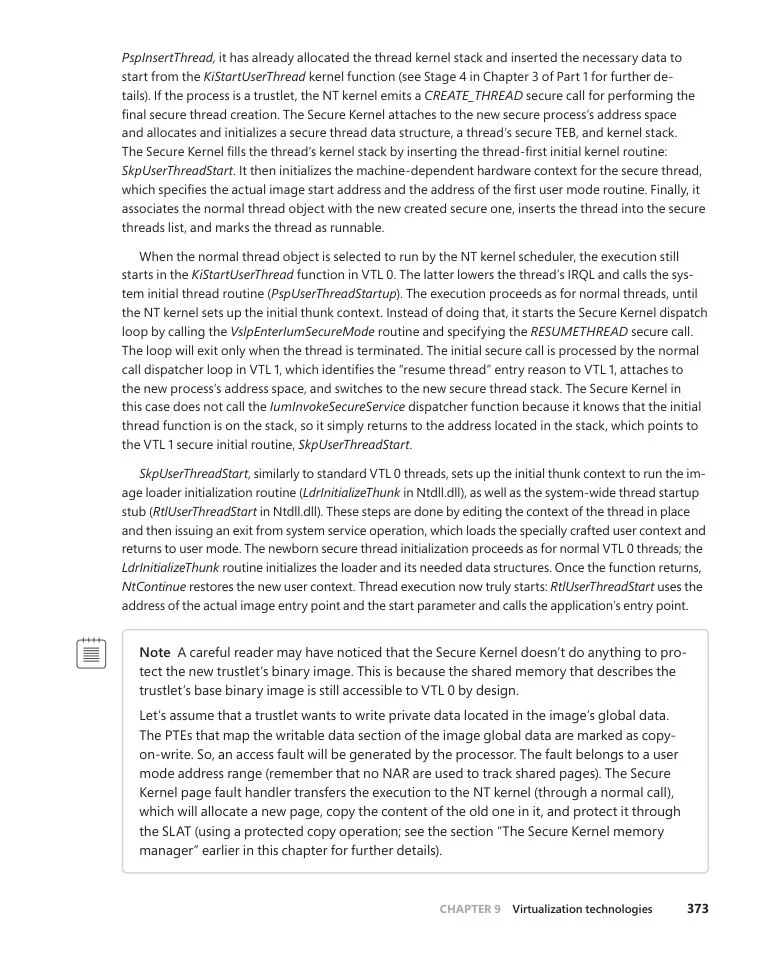 PspInsertThread, it has already allocated the thread kernel stack and inserted the necessary data to
start from the KiStartUserThread kernel function (see Stage 4 in Chapter 3 of Part 1 for further de-
tails). If the process is a trustlet, the NT kernel emits a CREATE_THREAD secure call for performing the
final secure thread creation. The Secure Kernel attaches to the new secure process’s address space
and allocates and initializes a secure thread data structure, a thread’s secure TEB, and kernel stack.
The Secure Kernel fills the thread’s kernel stack by inserting the thread-first initial kernel routine:
SkpUserThreadStart. It then initializes the machine-dependent hardware context for the secure thread,
which specifies the actual image start address and the address of the first user mode routine. Finally, it
associates the normal thread object with the new created secure one, inserts the thread into the secure
threads list, and marks the thread as runnable.
When the normal thread object is selected to run by the NT kernel scheduler, the execution still
starts in the KiStartUserThread function in VTL 0. The latter lowers the thread’s IRQL and calls the sys-
tem initial thread routine (PspUserThreadStartup). The execution proceeds as for normal threads, until
the NT kernel sets up the initial thunk context. Instead of doing that, it starts the Secure Kernel dispatch
loop by calling the VslpEnterIumSecureMode routine and specifying the RESUMETHREAD secure call.
The loop will exit only when the thread is terminated. The initial secure call is processed by the normal
call dispatcher loop in VTL 1, which identifies the “resume thread” entry reason to VTL 1, attaches to
the new process’s address space, and switches to the new secure thread stack. The Secure Kernel in
this case does not call the IumInvokeSecureService dispatcher function because it knows that the initial
thread function is on the stack, so it simply returns to the address located in the stack, which points to
the VTL 1 secure initial routine, SkpUserThreadStart.
SkpUserThreadStart, similarly to standard VTL 0 threads, sets up the initial thunk context to run the im-
age loader initialization routine (LdrInitializeThunk in Ntdll.dll), as well as the system-wide thread startup
stub (RtlUserThreadStart in Ntdll.dll). These steps are done by editing the context of the thread in place
and then issuing an exit from system service operation, which loads the specially crafted user context and
returns to user mode. The newborn secure thread initialization proceeds as for normal VTL 0 threads; the
LdrInitializeThunk routine initializes the loader and its needed data structures. Once the function returns,
NtContinue restores the new user context. Thread execution now truly starts: RtlUserThreadStart uses the
address of the actual image entry point and the start parameter and calls the application’s entry point.
Note A careful reader may have noticed that the Secure Kernel doesn’t do anything to pro-
tect the new trustlet’s binary image. This is because the shared memory that describes the
trustlet’s base binary image is still accessible to VTL 0 by design.
Let’s assume that a trustlet wants to write private data located in the image’s global data.
The PTEs that map the writable data section of the image global data are marked as copy-
on-write. So, an access fault will be generated by the processor. The fault belongs to a user
mode address range (remember that no NAR are used to track shared pages). The Secure
Kernel page fault handler transfers the execution to the NT kernel (through a normal call),
which will allocate a new page, copy the content of the old one in it, and protect it through
the SLAT (using a protected copy operation; see the section “The Secure Kernel memory
manager” earlier in this chapter for further details).
CHAPTER 9 Virtualization technologies 373